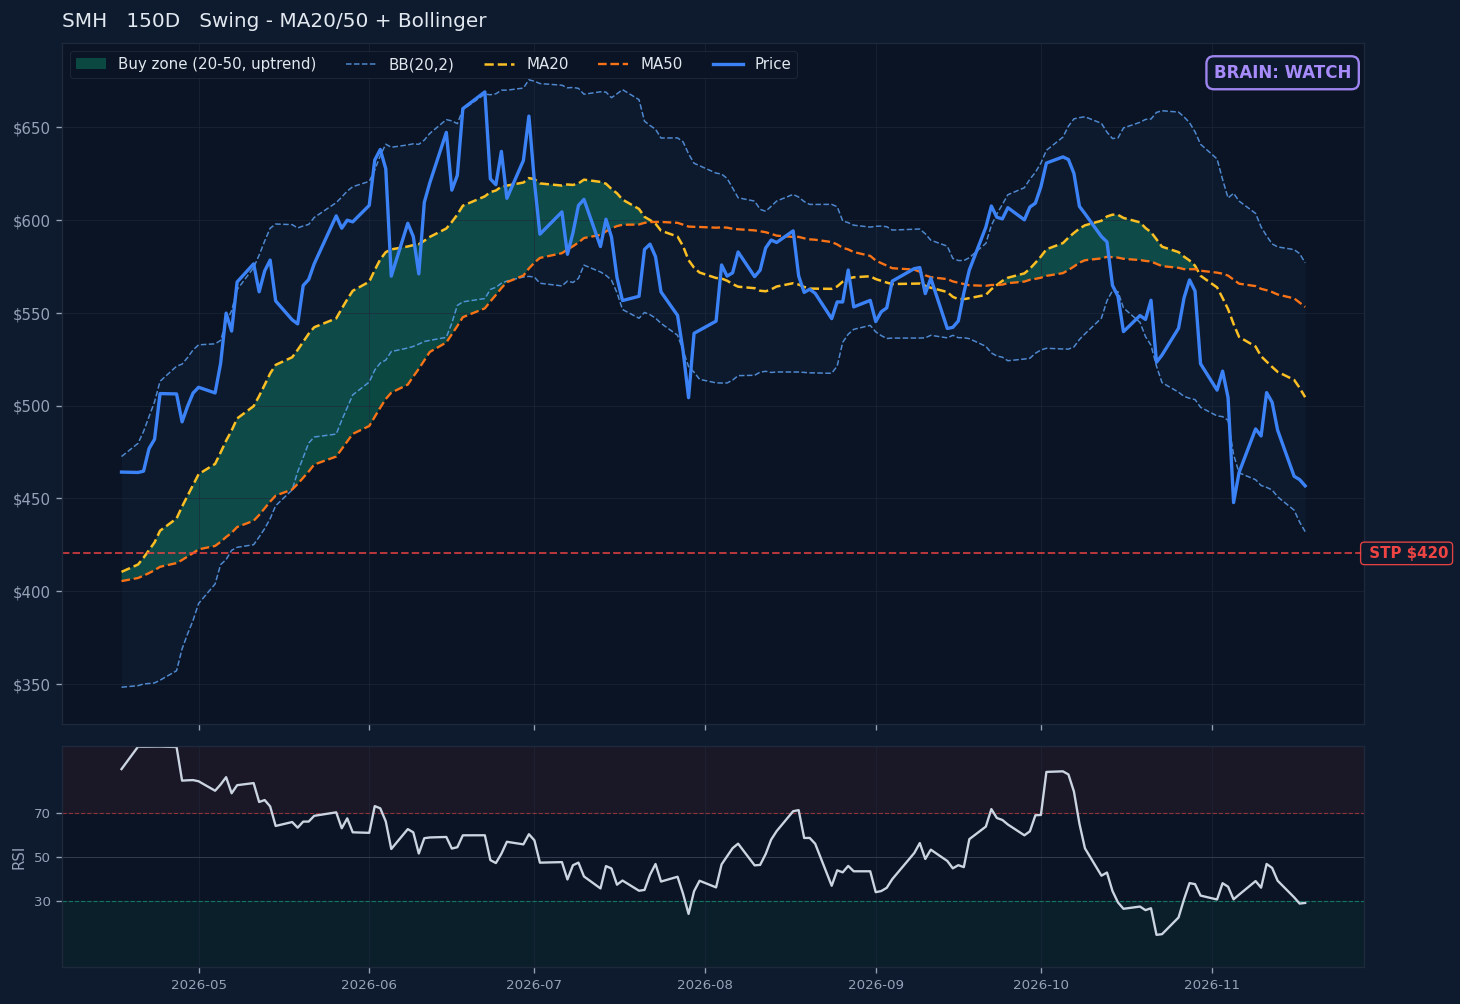 SMH   150D   Swing - MA20/50 + Bollinger
Buy zone (20-50, uptrend)
BB(20,2)
MA20
MA50
Price
BRAIN: WATCH
$650
$600
$550
$500
$450
$400
$350
STP $420
RSI
70
50
30
2026-05
2026-06
2026-07
2026-08
2026-09
2026-10
2026-11